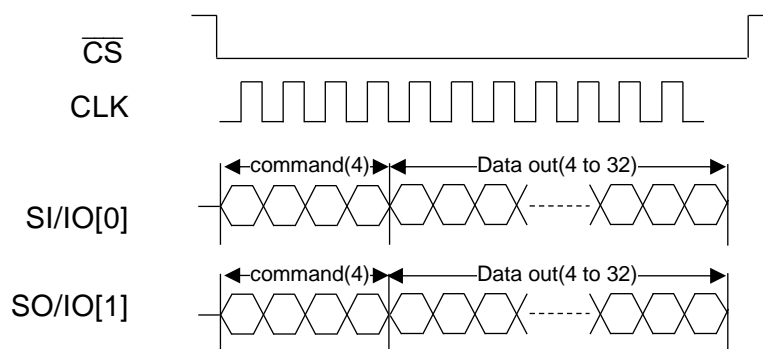 CS
CLK
command(4) Data out(4 to 32)
SI/IO[0]
command(4) Data out(4 to 32)
SO/IO[1]